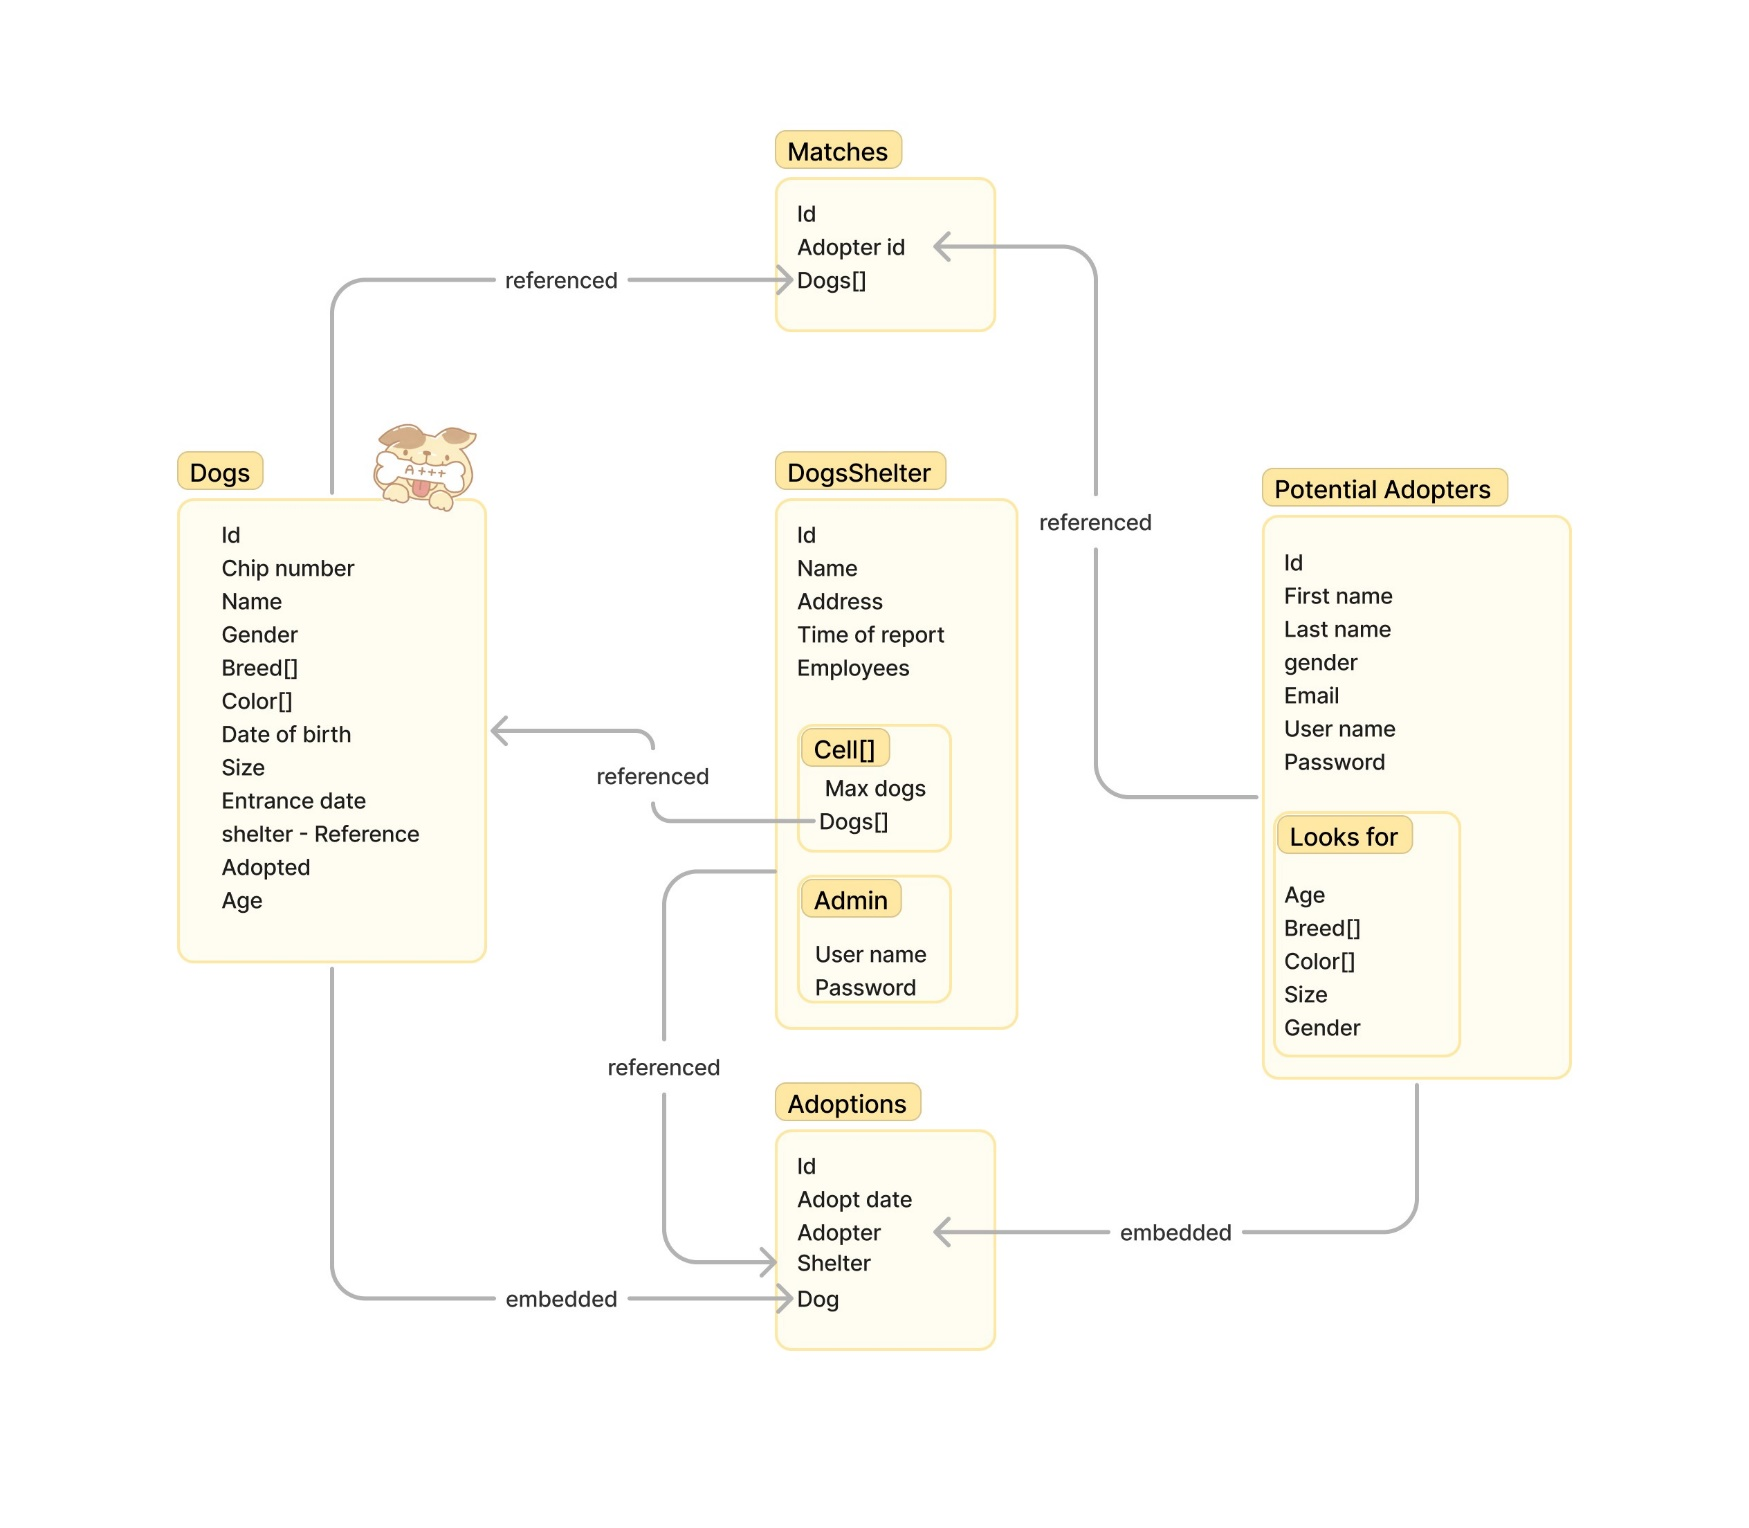 Matches
Id
Adopter id
Dogs[]
referenced
Dogs
A+++
Id
Chip number
Name
Gender
Breed[]
Color[]
Date of birth
Size
Entrance date
shelter - Reference
Adopted
Age
DogsShelter
Id
Name
Address
Time of report
Employees
Cell[]
Max dogs
Dogs[]
Admin
User name
Password
referenced
referenced
referenced
Potential Adopters
Id
First name
Last name
gender
Email
User name
Password
Looks for
Age
Breed[]
Color[]
Size
Gender
Adoptions
Id
Adopt date
Adopter
Shelter
Dog
embedded
embedded